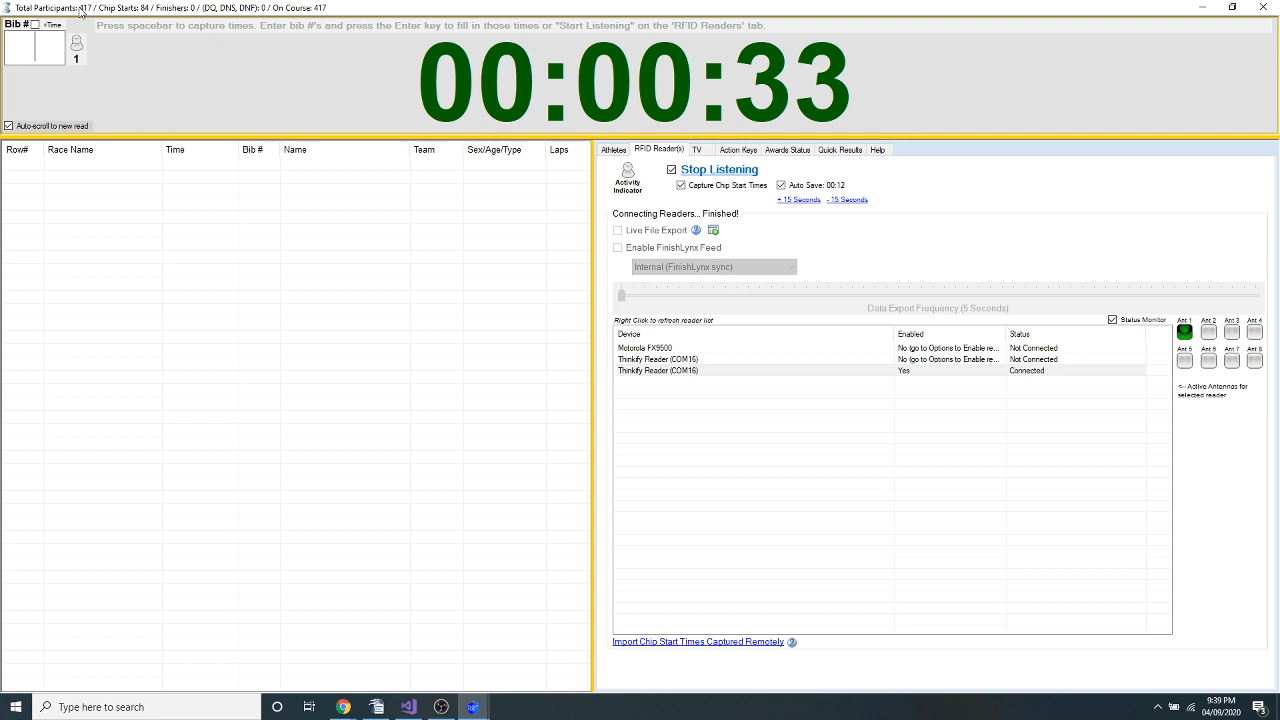 Total Participants: 417 / Chip Starts: 84 / Finishers: 0 / (DQ, DNS, DNF): 0 / On Course: 417
Bib # +Time
Press spacebar to capture times. Enter bib #'s and press the Enter key to fill in those times or "Start Listening" on the 'RFID Readers' tab.
1
00:00:33
Auto-scroll to new read
Row# Race Name Time Bib # Name Team Sex/Age/Type Laps
Athletes RFID Reader(s) TV Action Keys Awards Status Quick Results Help
Activity Indicator
Stop Listening
Capture Chip Start Times Auto Save: 00:12
+ 15 Seconds - 15 Seconds
Connecting Readers... Finished!
Live File Export
Enable FinishLynx Feed
Internal (FinishLynx sync)
Data Export Frequency (5 Seconds)
Right Click to refresh reader list Status Monitor
Device Enabled Status
Motorola FX9500 No (go to Options to Enable re... Not Connected
Thinkify Reader (COM16) No (go to Options to Enable re... Not Connected
Thinkify Reader (COM16) Yes Connected
Ant 1 Ant 2 Ant 3 Ant 4
Ant 5 Ant 6 Ant 7 Ant 8
<-- Active Antennas for
selected reader
Import Chip Start Times Captured Remotely
Type here to search
9:39 PM
04/09/2020
3